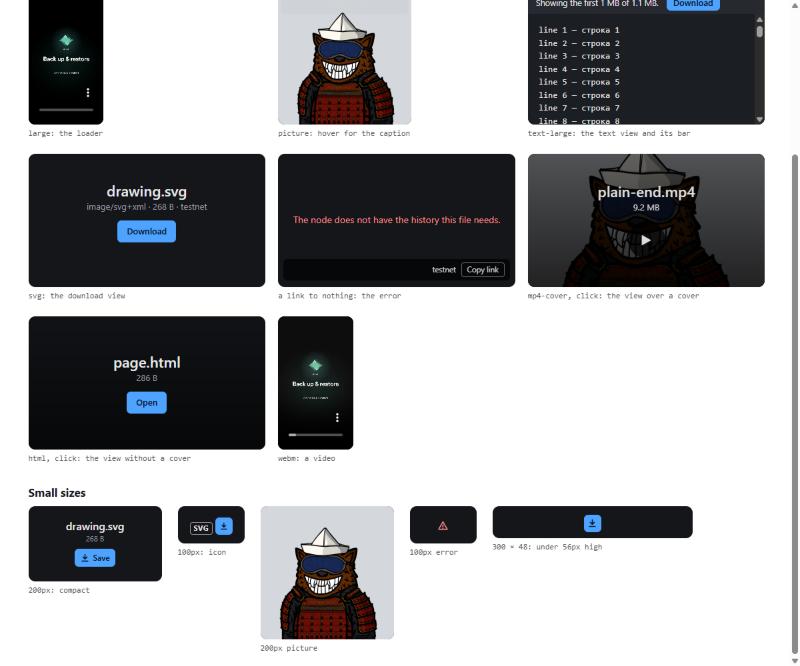 Showing the first 1 MB of 1.1 MB. Download
Back up & restore
line 1 — строка 1
line 2 — строка 2
line 3 — строка 3
line 4 — строка 4
line 5 — строка 5
line 6 — строка 6
line 7 — строка 7
line 8 — строка 8
large: the loader
picture: hover for the caption
text-large: the text view and its bar
drawing.svg
image/svg+xml · 268 B · testnet
Download
The node does not have the history this file needs.
testnet Copy link
plain-end.mp4
9.2 MB
svg: the download view
a link to nothing: the error
mp4-cover, click: the view over a cover
page.html
286 B
Open
Back up & restore
html, click: the view without a cover
webm: a video
Small sizes
drawing.svg
268 B
Save
SVG
200px: compact
100px: icon
200px picture
100px error
300 × 48: under 56px high